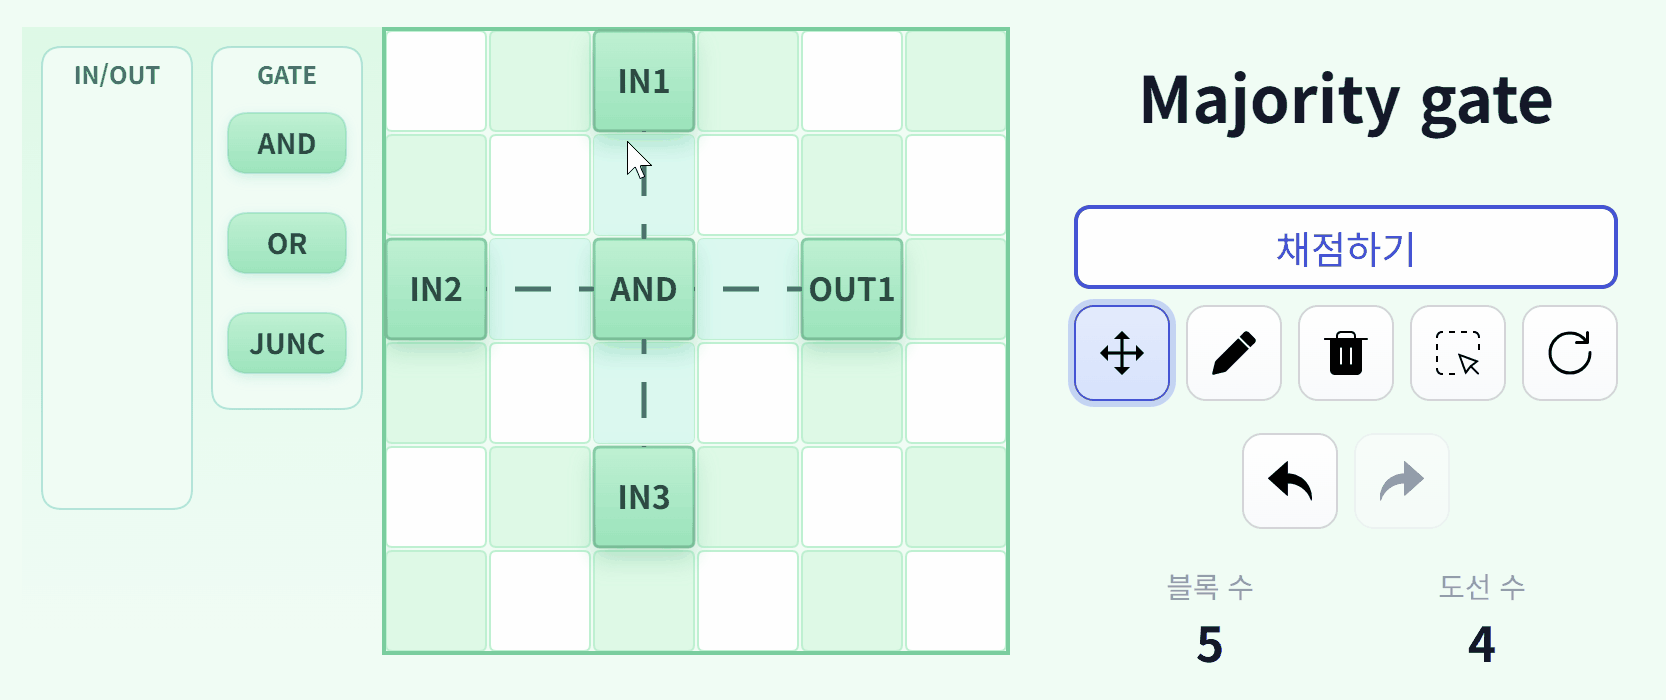 IN/OUT
GATE
AND
OR
JUNC
IN1
IN2
AND
OUT1
IN3
Majority gate
채점하기
블록 수
도선 수
5
4